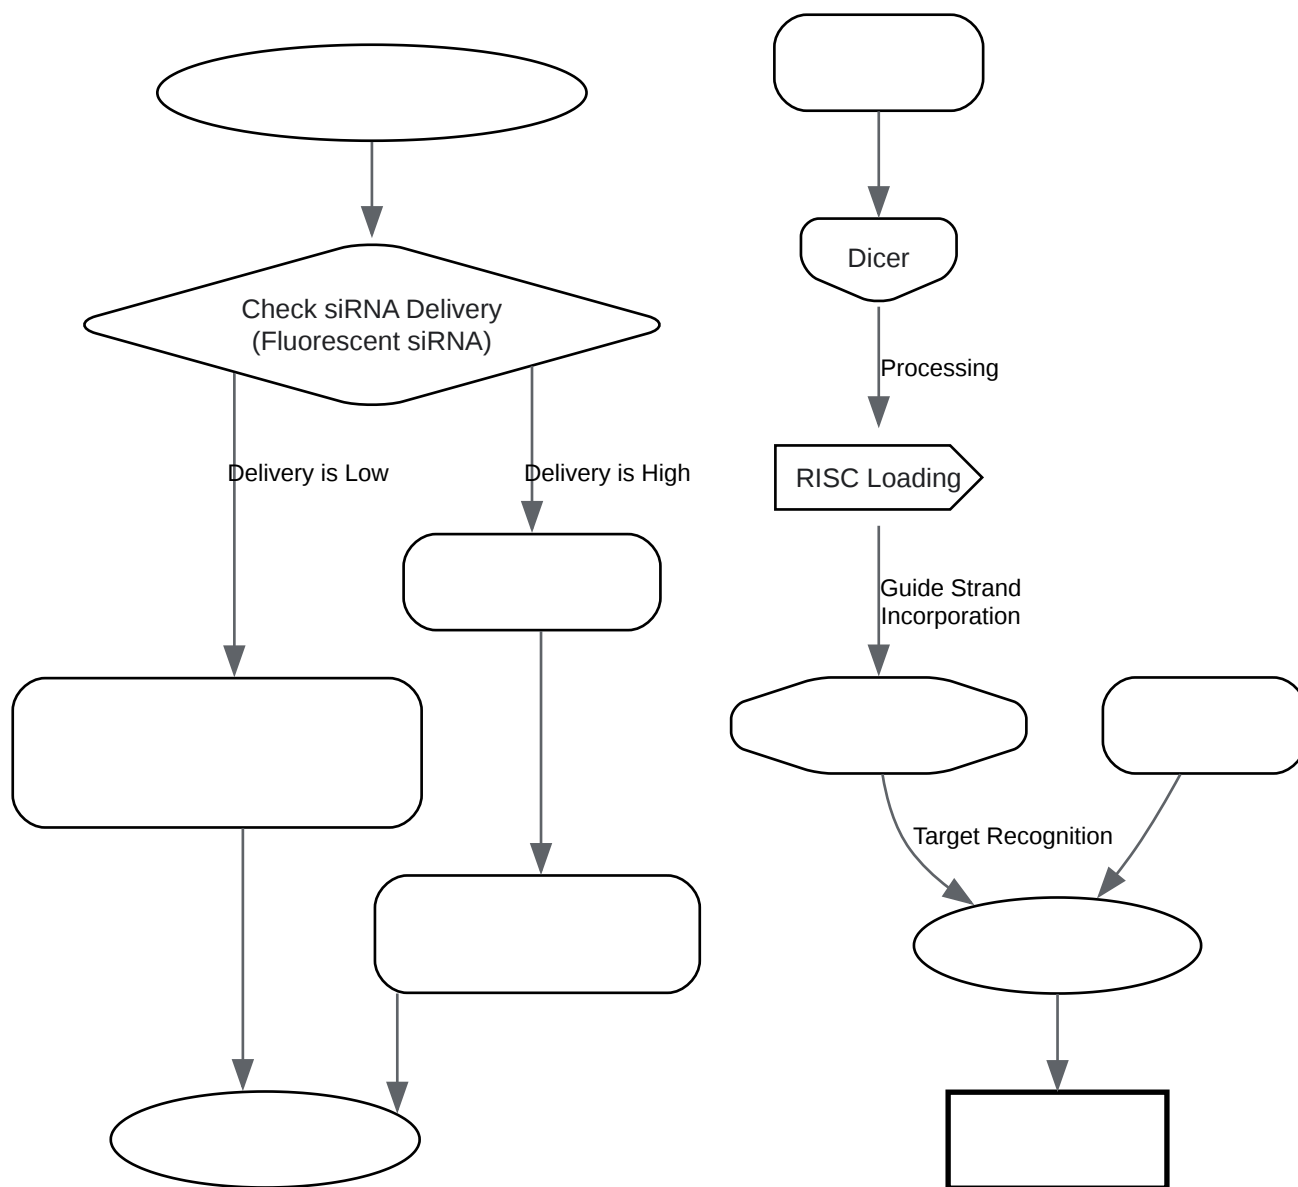 Check siRNA Delivery
(Fluorescent siRNA)
Delivery is Low
Delivery is High
Dicer
Processing
RISC Loading
Guide Strand
Incorporation
Target Recognition